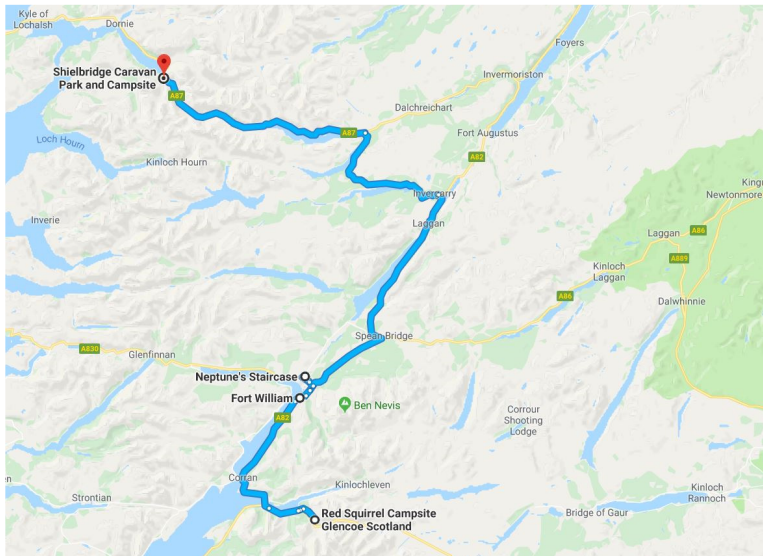 Kyle of
Lochalsh
Dornie
Foyers
Shielbridge Caravan
Park and Campsite
A87
Invermoriston
Dalchreichart
A87
Fort Augustus
Loch Hourn
Kinloch Hourn
A82
Invergarry
Newtonmore
Inverie
Laggan
Laggan
A86
Kinloch
Laggan
A889
A86
Dalwhinnie
Spean Bridge
A830
Glenfinnan
Neptune's Staircase
Fort William
Ben Nevis
A82
Corrour
Shooting
Lodge
Corran
Kinlochleven
Kinloch
Rannoch
Strontian
Red Squirrel Campsite
Glencoe Scotland
Bridge of Gaur